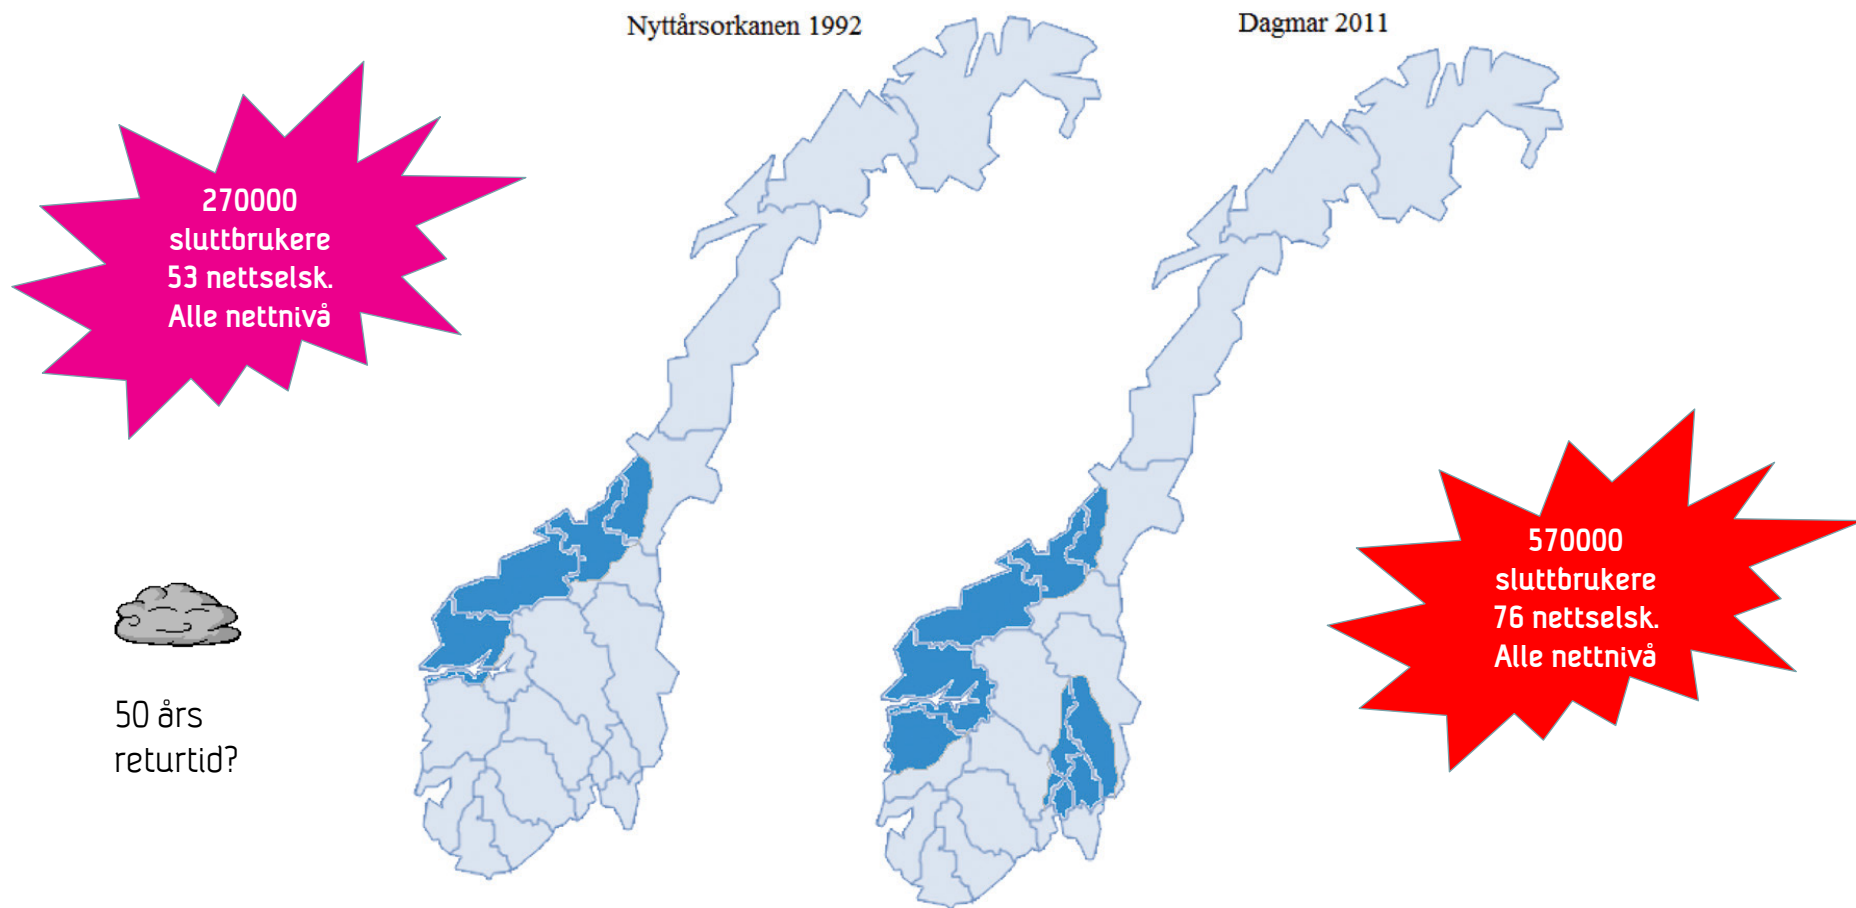 Nyttårsorkanen 1992
Dagmar 2011
270000
sluttbrukere
53 nettselsk.
Alle nettnivå
570000
sluttbrukere
76 nettselsk.
Alle nettnivå
50 års
returtid?